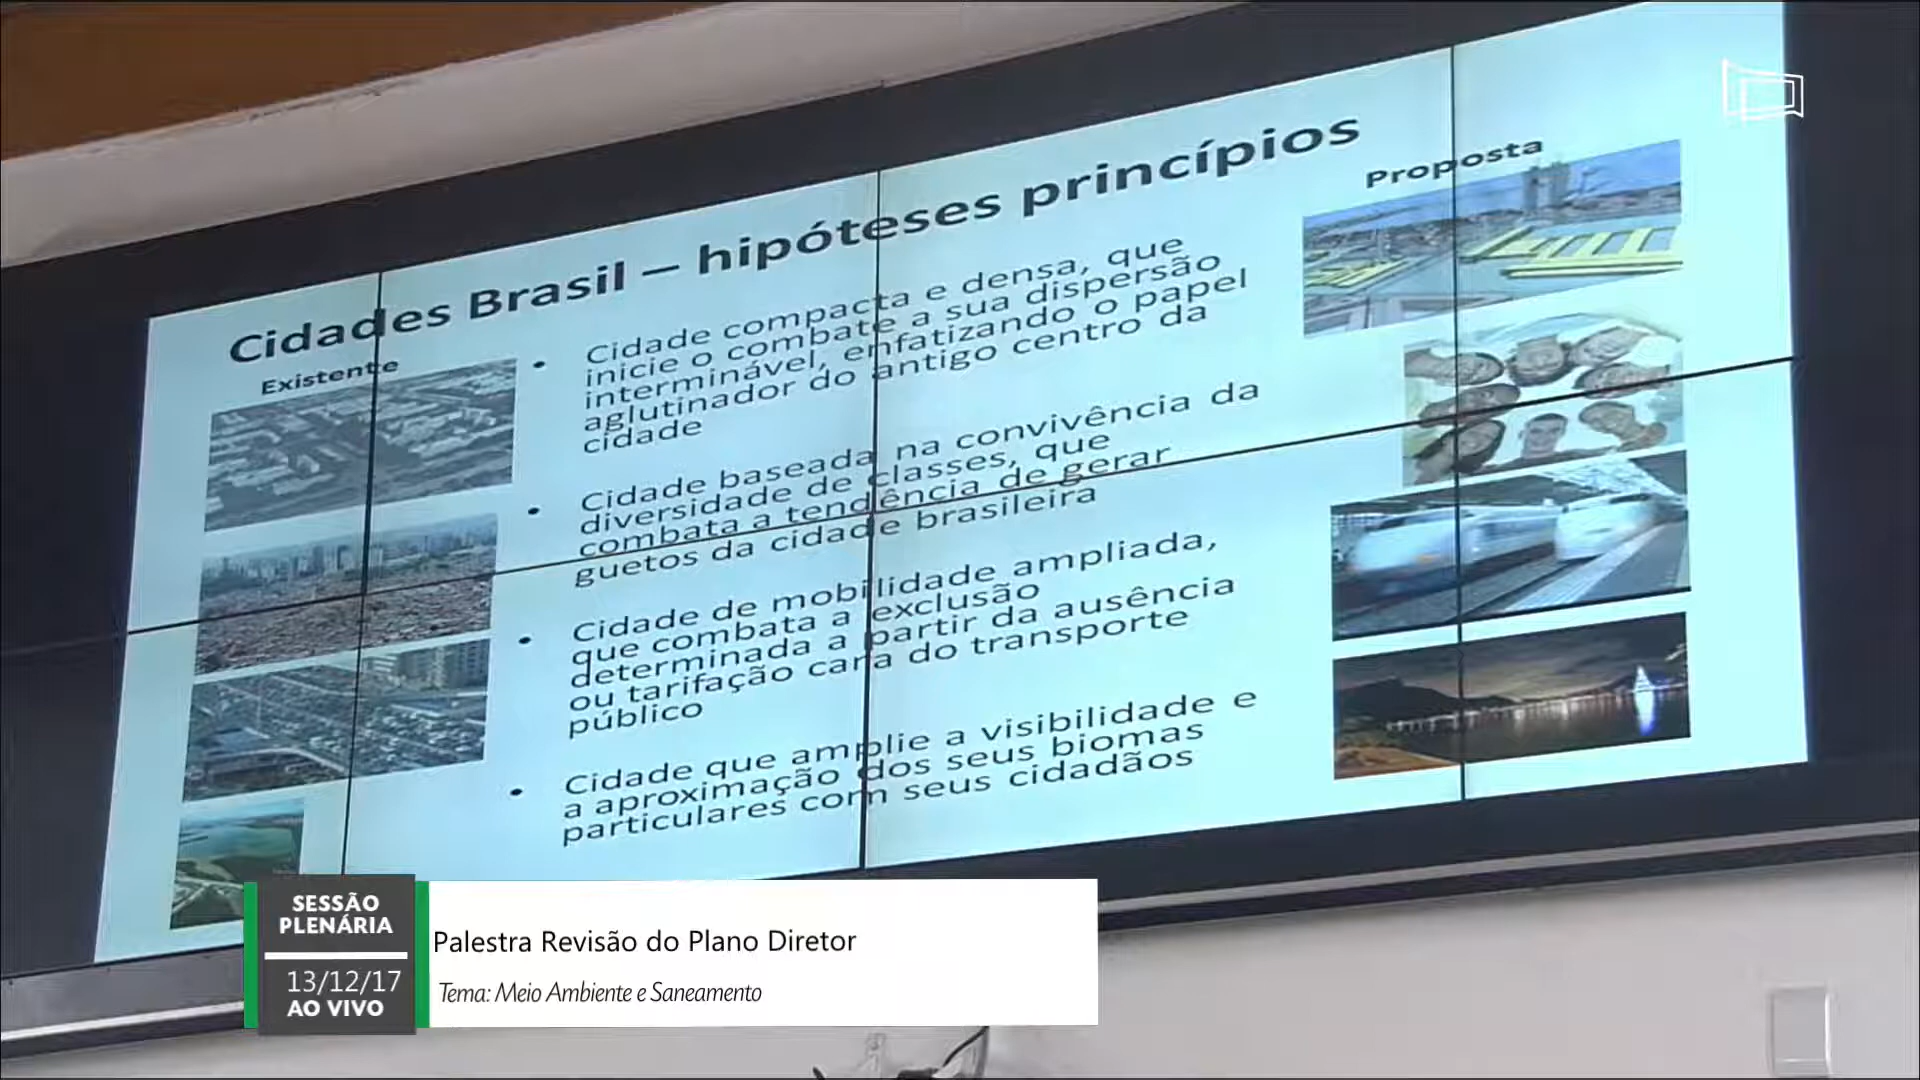 Cidades Brasil – hipóteses princípios
Existente
Proposta
• Cidade compacta e densa, que
inicie o combate a sua dispersão
interminável, enfatizando o papel
aglutinador do antigo centro da
cidade
• Cidade baseada na convivência da
diversidade de classes, que
combata a tendência de gerar
guetos da cidade brasileira
• Cidade de mobilidade ampliada,
que combata a exclusão
determinada a partir da ausência
ou tarifação cara do transporte
público
• Cidade que amplie a visibilidade e
a aproximação dos seus biomas
particulares com seus cidadãos
SESSÃO
PLENÁRIA
13/12/17
AO VIVO
Palestra Revisão do Plano Diretor
Tema: Meio Ambiente e Saneamento